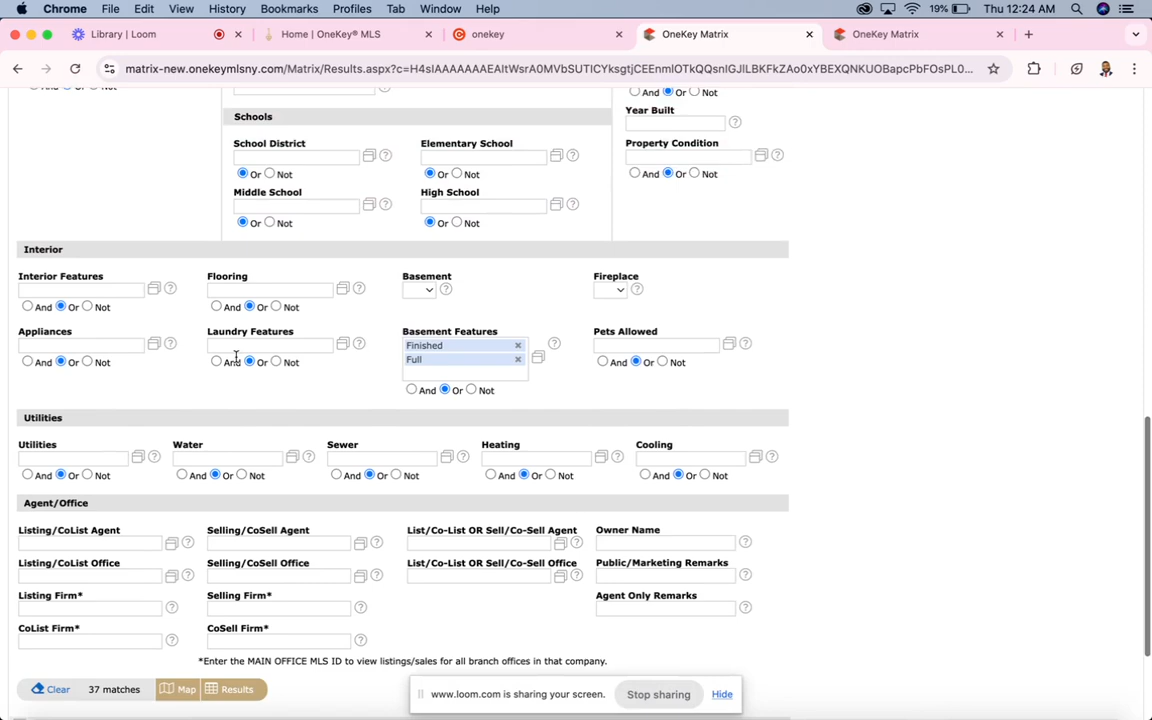 Chrome File Edit View History Bookmarks Profiles Tab Window Help 19% Thu 12:24 AM
Library | Loom Home | OneKey® MLS onekey OneKey Matrix OneKey Matrix
Or Not
And Or Not
Schools
Year Built
School District Elementary School Property Condition
Or Not Or Not And Or Not
Middle School High School
Or Not Or Not
Interior
Interior Features Flooring Basement Fireplace
And Or Not And Or Not
Appliances Laundry Features Basement Features Pets Allowed
Finished
Full
And Or Not And Or Not And Or Not
And Or Not
Utilities
Utilities Water Sewer Heating Cooling
And Or Not And Or Not And Or Not And Or Not And Or Not
Agent/Office
Listing/CoList Agent Selling/CoSell Agent List/Co-List OR Sell/Co-Sell Agent Owner Name
Listing/CoList Office Selling/CoSell Office List/Co-List OR Sell/Co-Sell Office Public/Marketing Remarks
Listing Firm* Selling Firm* Agent Only Remarks
CoList Firm* CoSell Firm*
*Enter the MAIN OFFICE MLS ID to view listings/sales for all branch offices in that company.
Clear 37 matches Map Results
www.loom.com is sharing your screen. Stop sharing Hide